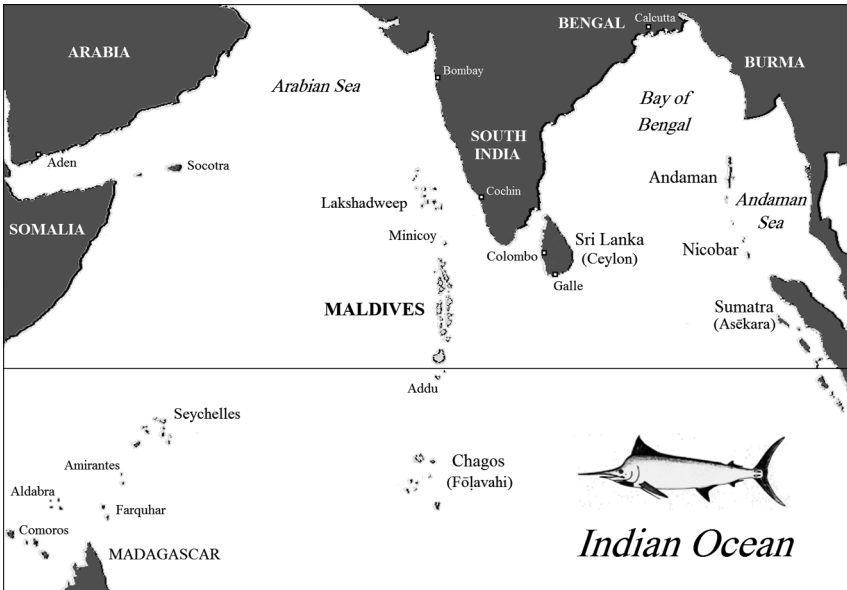 BENGAL
Calcutta
ARABIA
BURMA
Bombay
Arabian Sea
Bay of
Bengal
SOUTH
INDIA
Aden
Socotra
Andaman
Lakshadweep
Cochin
Andaman
Sea
SOMALIA
Minicoy
Sri Lanka
(Ceylon)
Colombo
Nicobar
Galle
MALDIVES
Sumatra
(Asēkara)
Addu
Seychelles
Amirantes
Chagos
(Fōḷavahi)
Aldabra
Farquhar
Comoros
MADAGASCAR
Indian Ocean